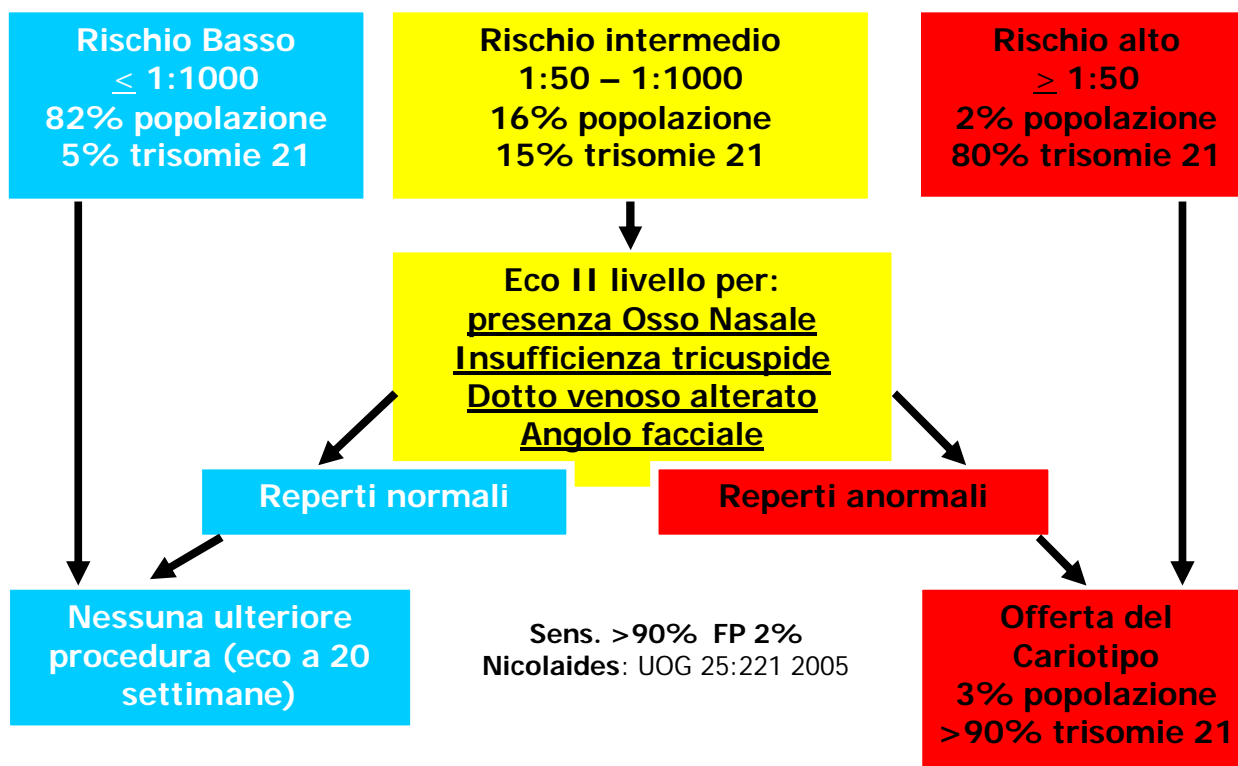 Rischio Basso
≤ 1:1000
82% popolazione
5% trisomie 21
Rischio intermedio
1:50 – 1:1000
16% popolazione
15% trisomie 21
Rischio alto
≥ 1:50
2% popolazione
80% trisomie 21
Eco II livello per:
presenza Osso Nasale
Insufficienza tricuspide
Dotto venoso alterato
Angolo facciale
Reperti normali
Reperti anormali
Nessuna ulteriore
procedura (eco a 20
settimane)
Sens. >90% FP 2%
Nicolaides: UOG 25:221 2005
Offerta del
Cariotipo
3% popolazione
>90% trisomie 21